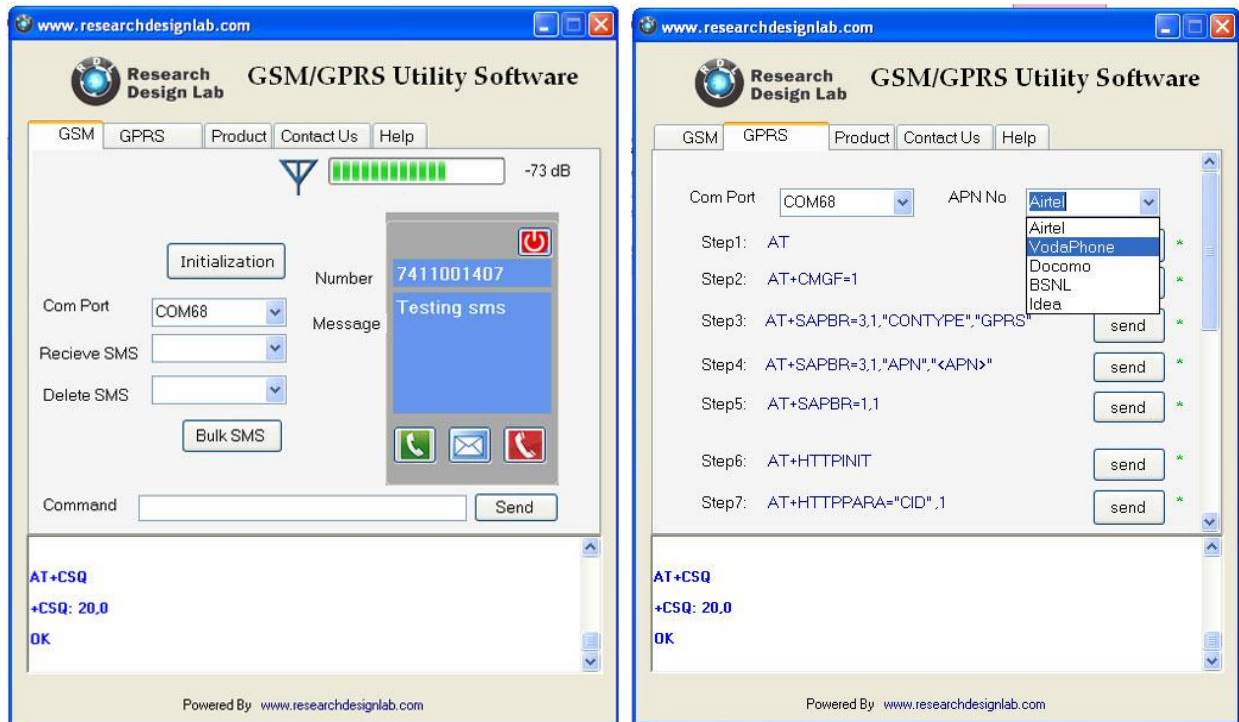 www.researchdesignlab.com
RDL
Research
Design Lab
GSM/GPRS Utility Software
GSM
GPRS
Product
Contact Us
Help
-73 dB
Initialization
Number
7411001407
Com Port
COM68
Message
Testing sms
Recieve SMS
Delete SMS
Bulk SMS
Command
Send
AT+CSQ
+CSQ: 20,0
OK
Powered By www.researchdesignlab.com
www.researchdesignlab.com
RDL
Research
Design Lab
GSM/GPRS Utility Software
GSM
GPRS
Product
Contact Us
Help
Com Port
COM68
APN No
Airtel
Airtel
VodaPhone
Docomo
BSNL
Idea
Step1: AT *
Step2: AT+CMGF=1 *
Step3: AT+SAPBR=3,1,"CONTYPE","GPRS" send *
Step4: AT+SAPBR=3,1,"APN","<APN>" send *
Step5: AT+SAPBR=1,1 send *
Step6: AT+HTTPINIT send *
Step7: AT+HTTPPARA="CID",1 send *
AT+CSQ
+CSQ: 20,0
OK
Powered By www.researchdesignlab.com